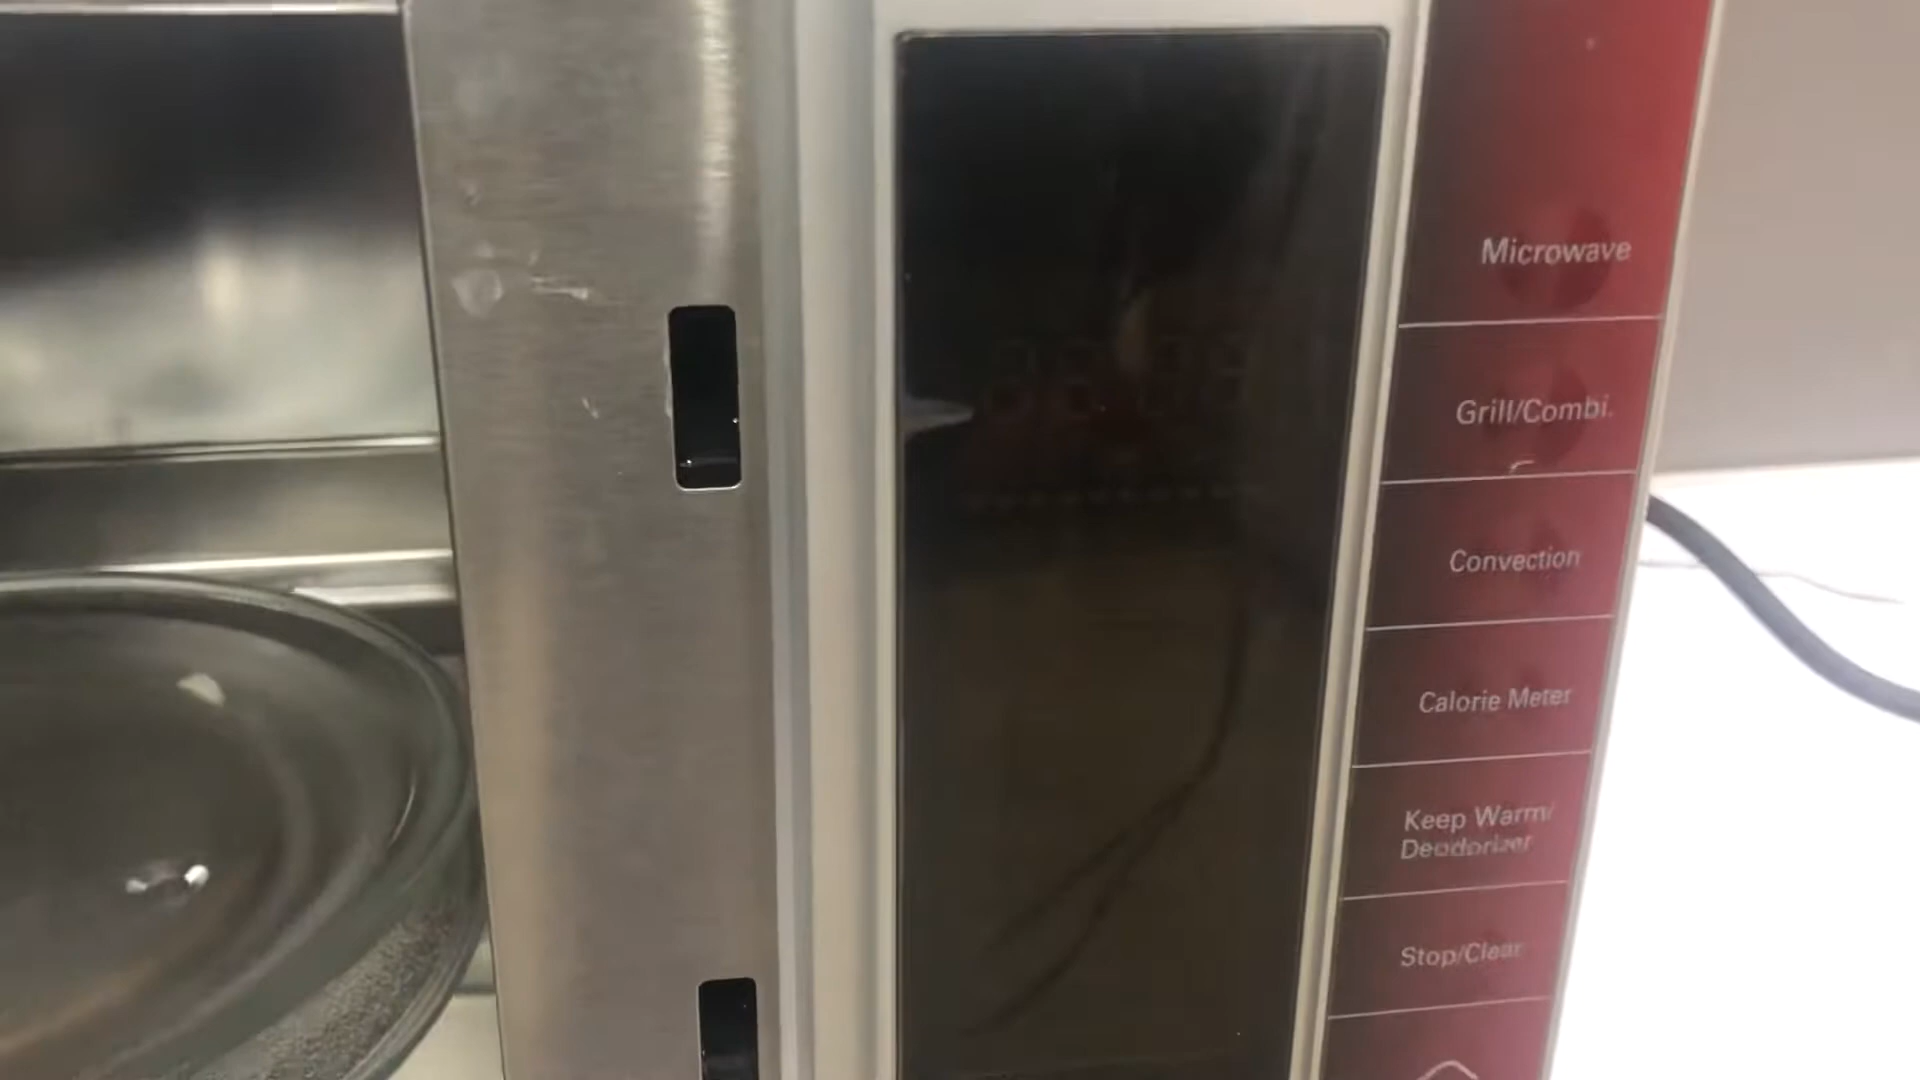 Microwave
Grill/Combi.
Convection
Calorie Meter
Keep Warm/
Deodorizer
Stop/Clear